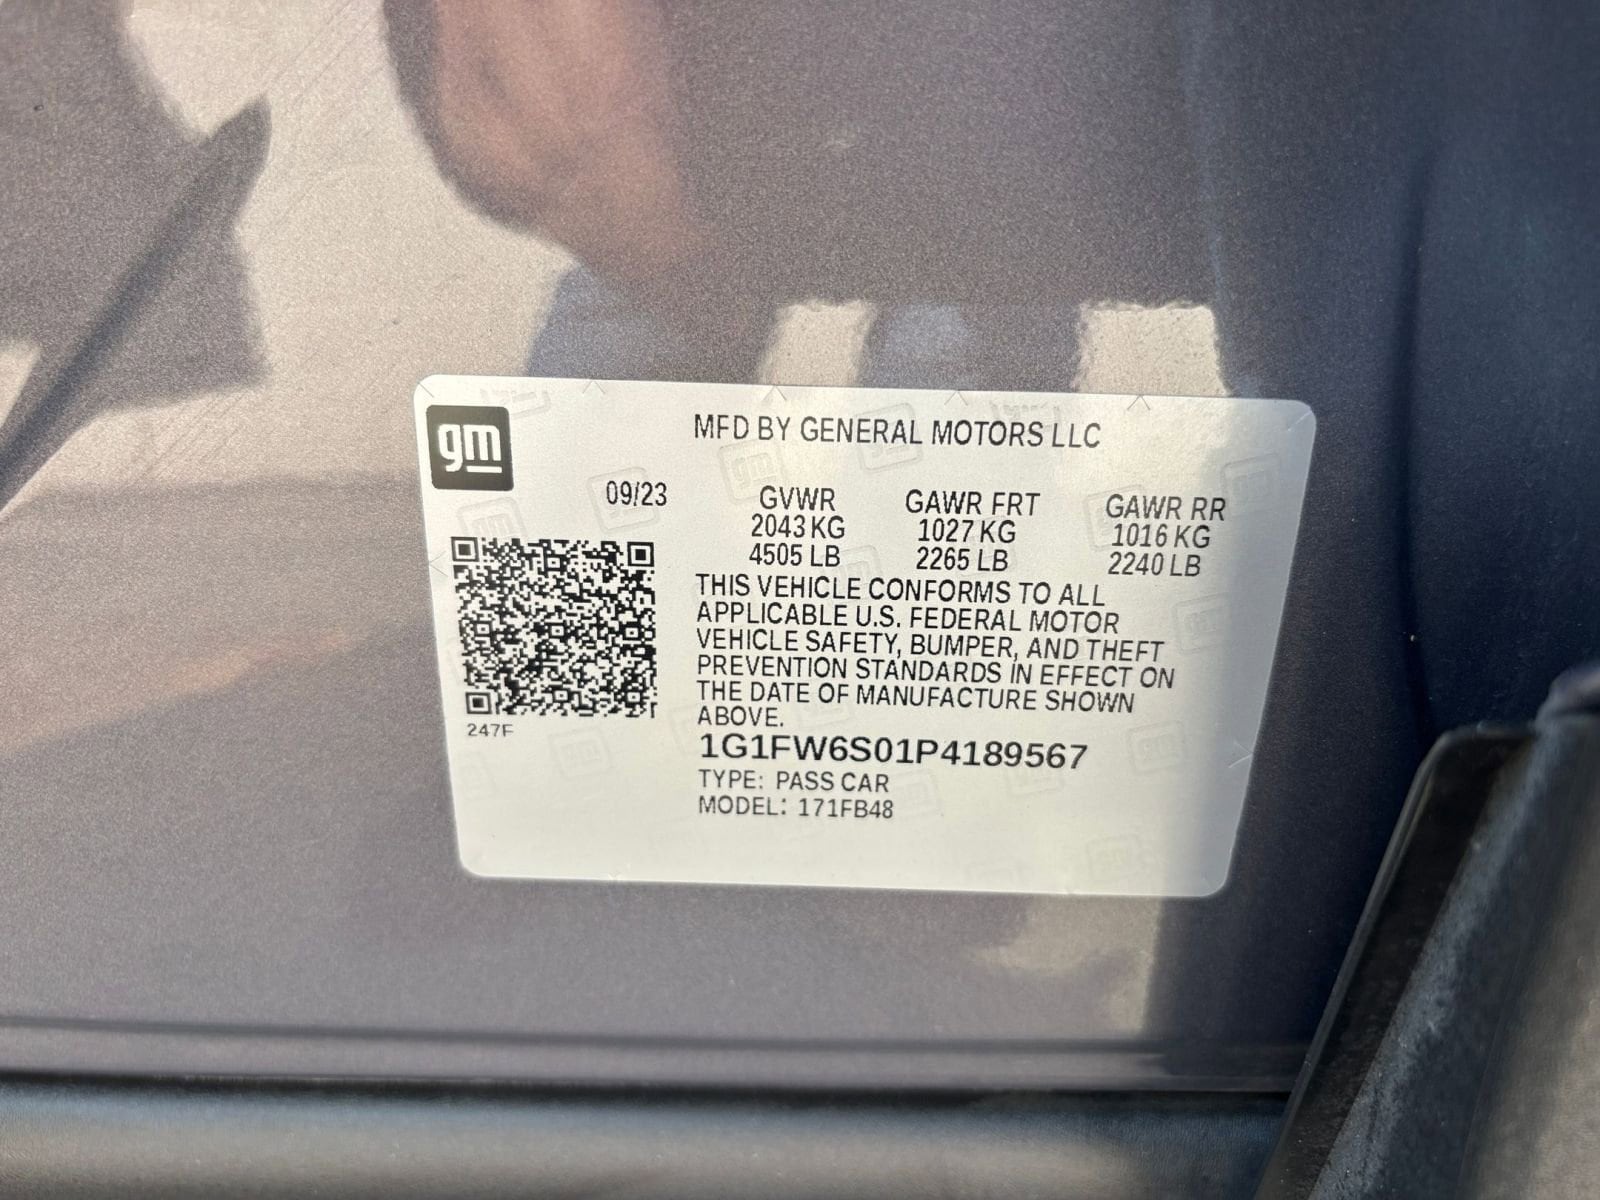 gm
MFD BY GENERAL MOTORS LLC
09/23
GVWR GAWR FRT GAWR RR
2043 KG 1027 KG 1016 KG
4505 LB 2265 LB 2240 LB
THIS VEHICLE CONFORMS TO ALL
APPLICABLE U.S. FEDERAL MOTOR
VEHICLE SAFETY, BUMPER, AND THEFT
PREVENTION STANDARDS IN EFFECT ON
THE DATE OF MANUFACTURE SHOWN
ABOVE.
247F
1G1FW6S01P4189567
TYPE: PASS CAR
MODEL: 171FB48